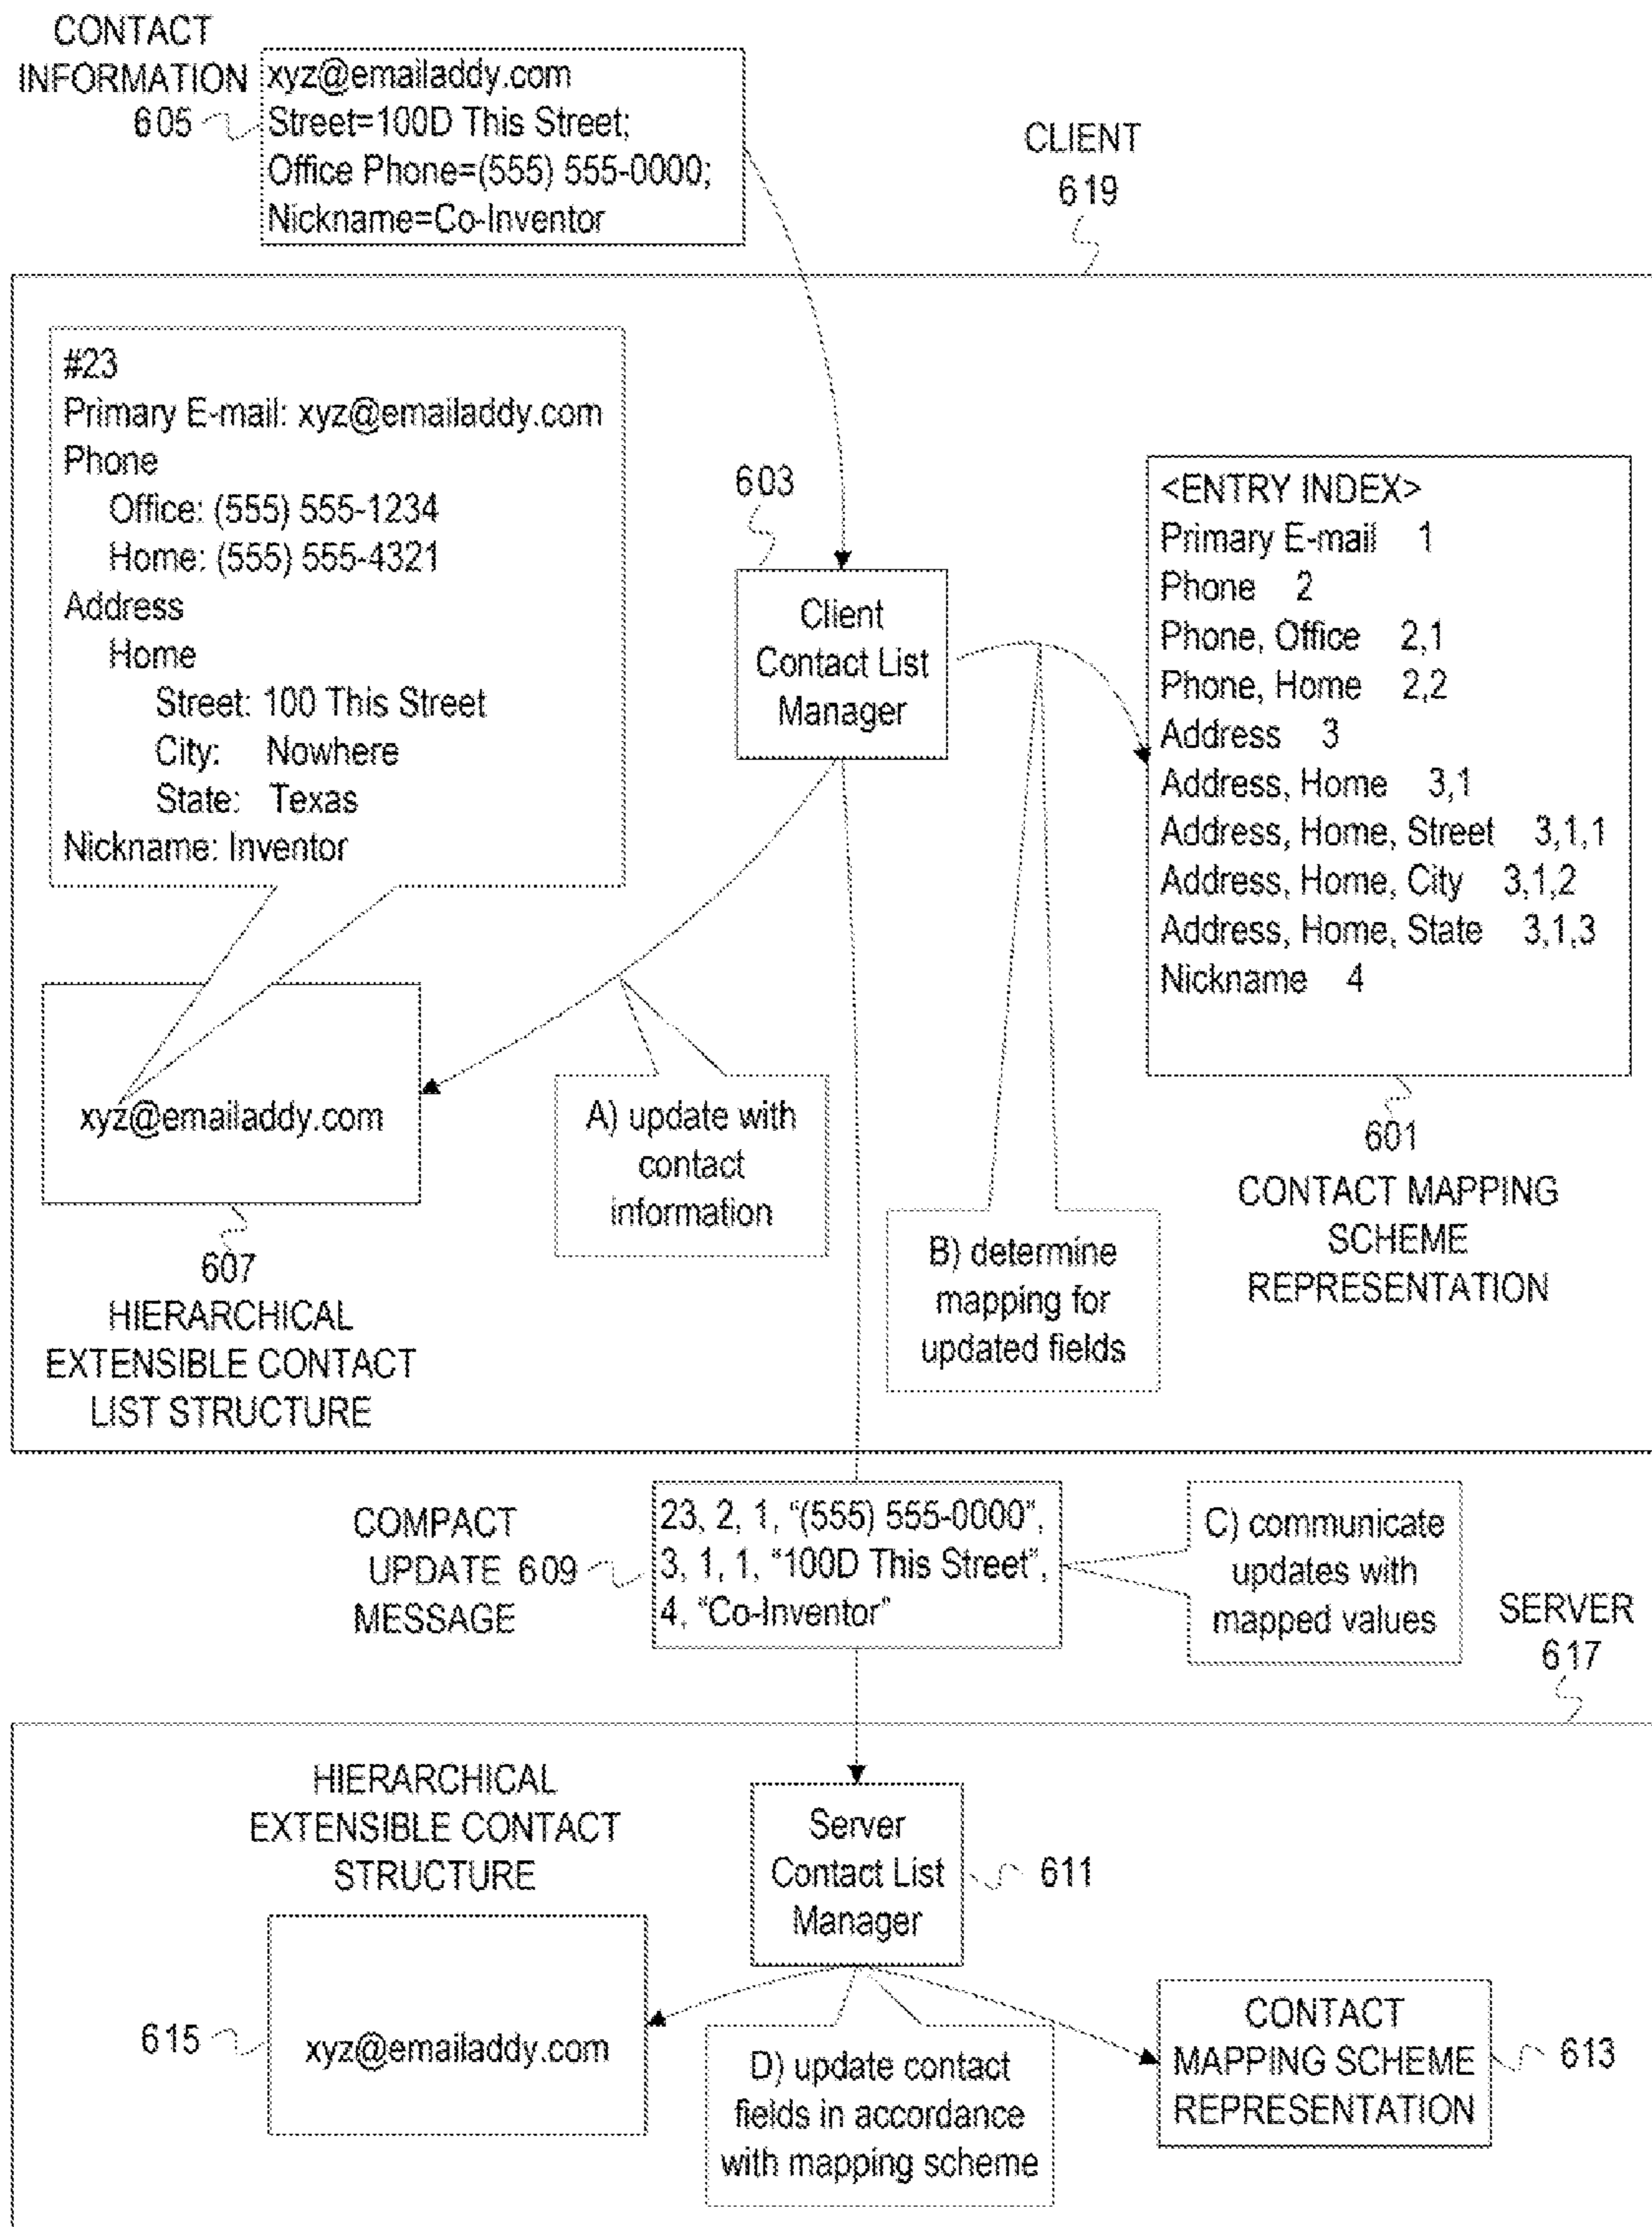 CONTACT
INFORMATION
605
xyz@emailaddy.com
Street=100D This Street;
Office Phone=(555) 555-0000;
Nickname=Co-Inventor
CLIENT
619
#23
Primary E-mail: xyz@emailaddy.com
Phone
Office: (555) 555-1234
Home: (555) 555-4321
Address
Home
Street: 100 This Street
City: Nowhere
State: Texas
Nickname: Inventor
603
Client
Contact List
Manager
<ENTRY INDEX>
Primary E-mail 1
Phone 2
Phone, Office 2,1
Phone, Home 2,2
Address 3
Address, Home 3,1
Address, Home, Street 3,1,1
Address, Home, City 3,1,2
Address, Home, State 3,1,3
Nickname 4
601
CONTACT MAPPING
SCHEME
REPRESENTATION
xyz@emailaddy.com
607
HIERARCHICAL
EXTENSIBLE CONTACT
LIST STRUCTURE
A) update with
contact
information
B) determine
mapping for
updated fields
COMPACT
UPDATE 609
MESSAGE
23, 2, 1, “(555) 555-0000”,
3, 1, 1, “100D This Street”,
4, “Co-Inventor”
C) communicate
updates with
mapped values
SERVER
617
HIERARCHICAL
EXTENSIBLE CONTACT
STRUCTURE
Server
Contact List
Manager
611
615
xyz@emailaddy.com
D) update contact
fields in accordance
with mapping scheme
CONTACT
MAPPING SCHEME
REPRESENTATION
613